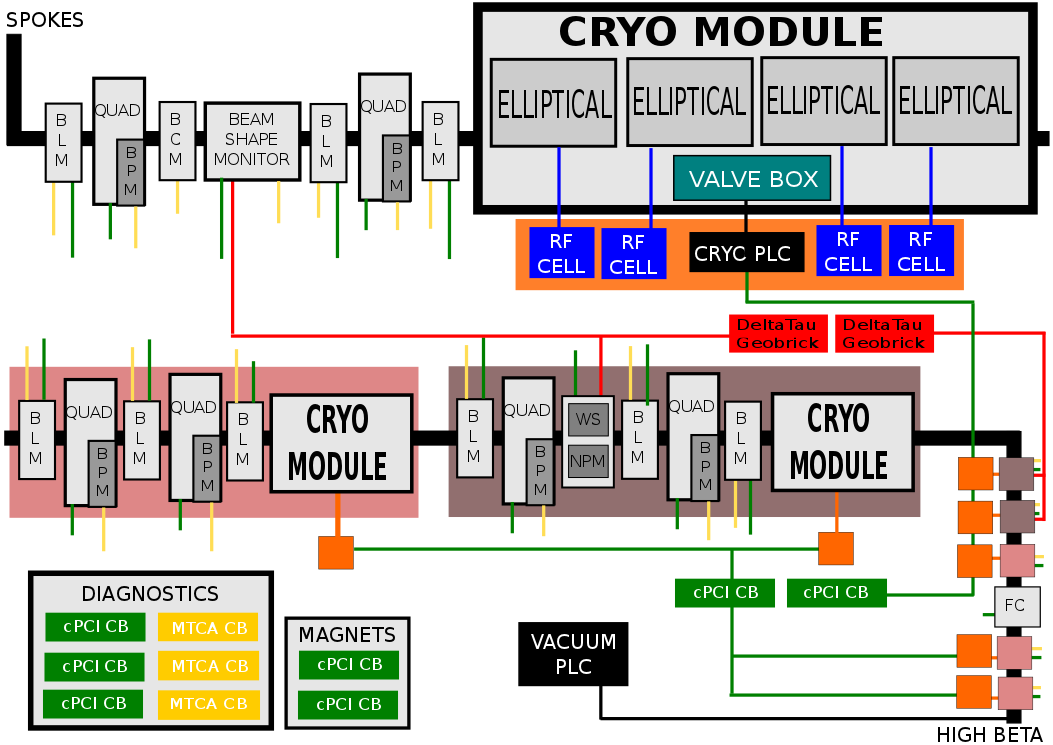 SPOKES
CRYO MODULE
ELLIPTICAL
ELLIPTICAL
ELLIPTICAL
ELLIPTICAL
VALVE BOX
B
L
M
QUAD
B
P
M
B
C
M
BEAM
SHAPE
MONITOR
B
L
M
QUAD
B
P
M
B
L
M
RF
CELL
RF
CELL
CRYO PLC
RF
CELL
RF
CELL
DeltaTau
Geobrick
DeltaTau
Geobrick
B
L
M
QUAD
B
P
M
B
L
M
QUAD
B
P
M
B
L
M
CRYO
MODULE
B
L
M
QUAD
B
P
M
WS
NPM
B
L
M
QUAD
B
P
M
B
L
M
CRYO
MODULE
cPCI CB
cPCI CB
FC
DIAGNOSTICS
cPCI CB
MTCA CB
cPCI CB
MTCA CB
cPCI CB
MTCA CB
MAGNETS
cPCI CB
cPCI CB
VACUUM
PLC
HIGH BETA